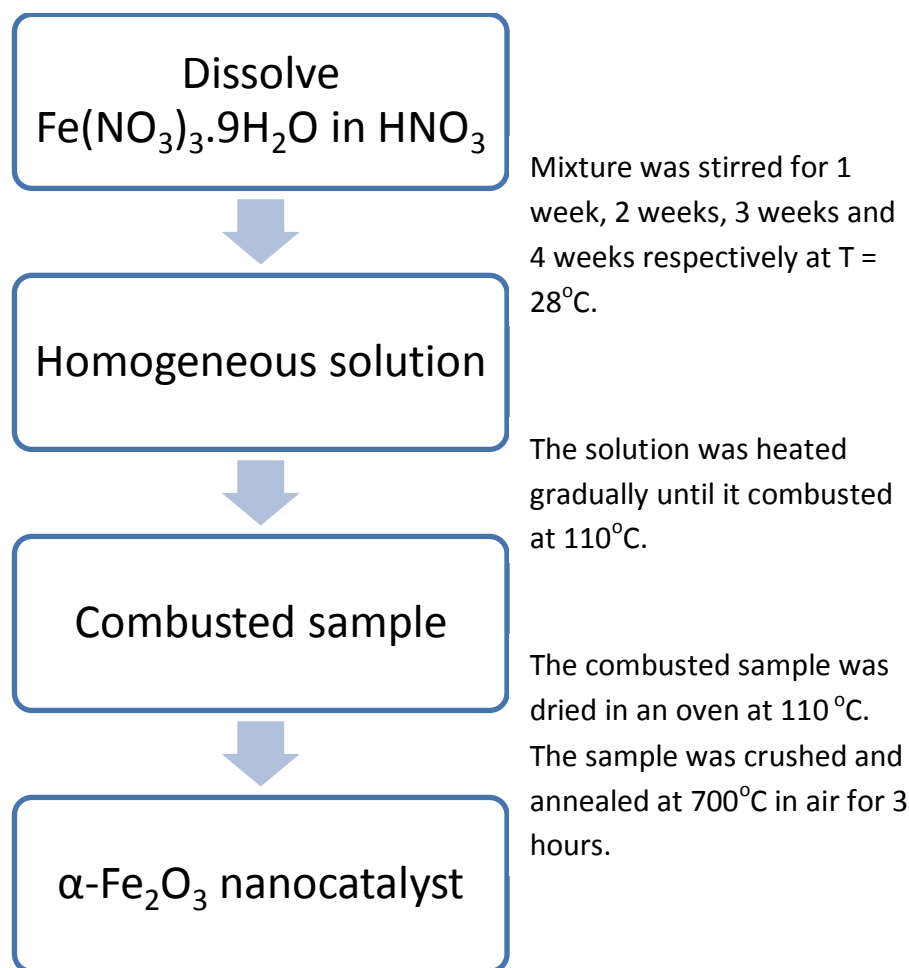 Dissolve
Fe(NO₃)₃.9H₂O in HNO₃
Mixture was stirred for 1
week, 2 weeks, 3 weeks and
4 weeks respectively at T =
28°C.
Homogeneous solution
The solution was heated
gradually until it combusted
at 110°C.
Combusted sample
The combusted sample was
dried in an oven at 110 °C.
The sample was crushed and
annealed at 700°C in air for 3
hours.
α-Fe₂O₃ nanocatalyst